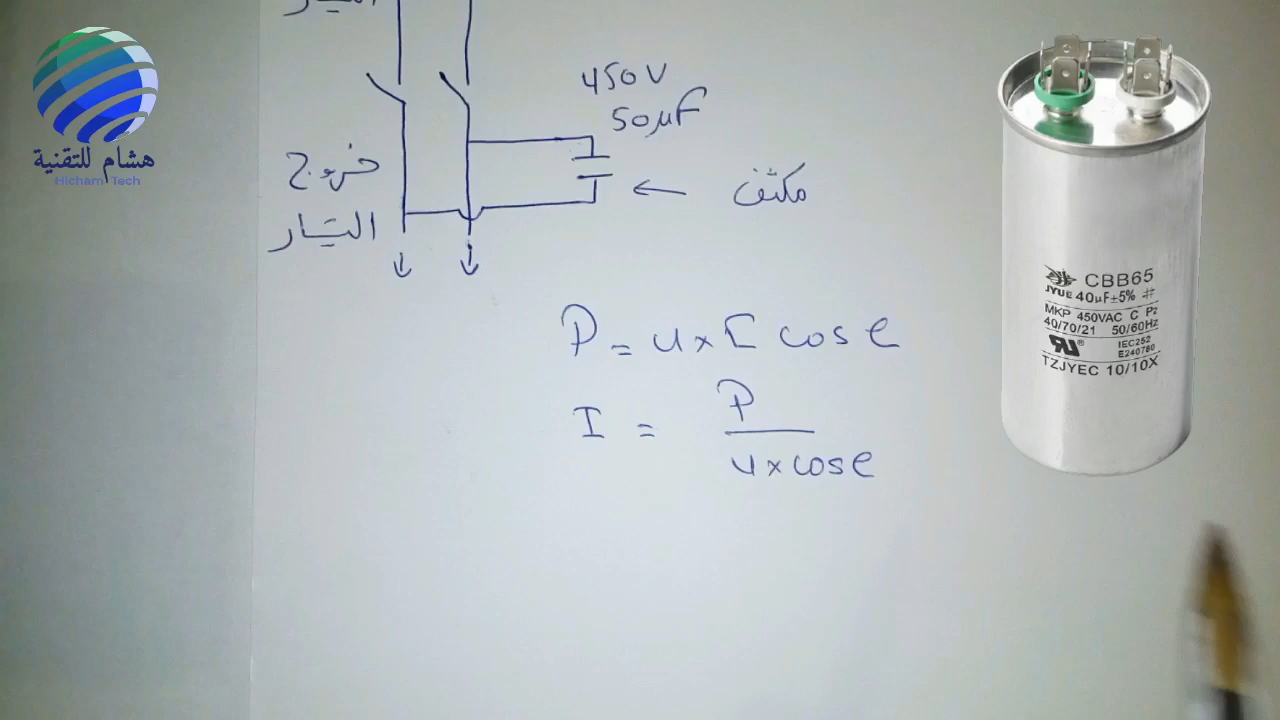 هشام للتقنية
Hicham Tech
450V
50µF
خروج
التيار
مكثف
P = U × I cos φ
I = P / U × cos φ
CBB65
JYUE 40µF±5%
MKP 450VAC C P2
40/70/21 50/60Hz
IEC252
E240780
TZJYEC 10/10X